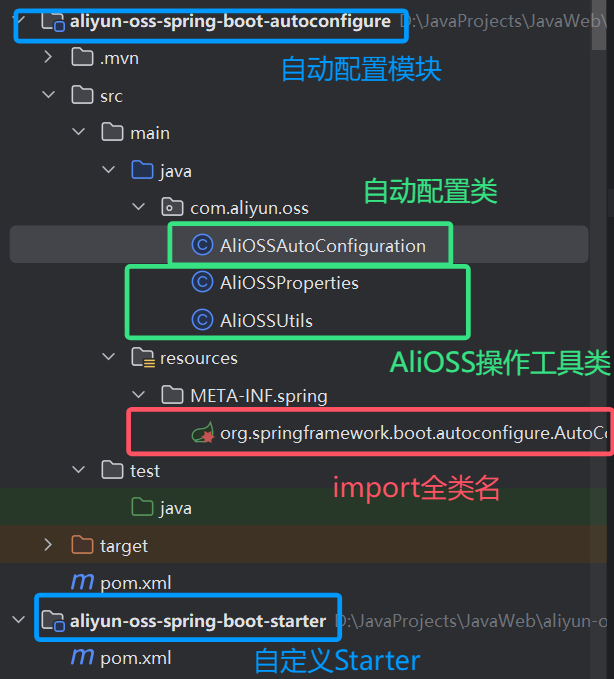 aliyun-oss-spring-boot-autoconfigure D:\JavaProjects\JavaWeb\
自动配置模块
.mvn
src
main
java
自动配置类
com.aliyun.oss
AliOSSAutoConfiguration
AliOSSProperties
AliOSSUtils
resources
AliOSS操作工具类
META-INF.spring
org.springframework.boot.autoconfigure.AutoCo
import全类名
test
java
target
m pom.xml
aliyun-oss-spring-boot-starter D:\JavaProjects\JavaWeb\aliyun-o
m pom.xml
自定义Starter